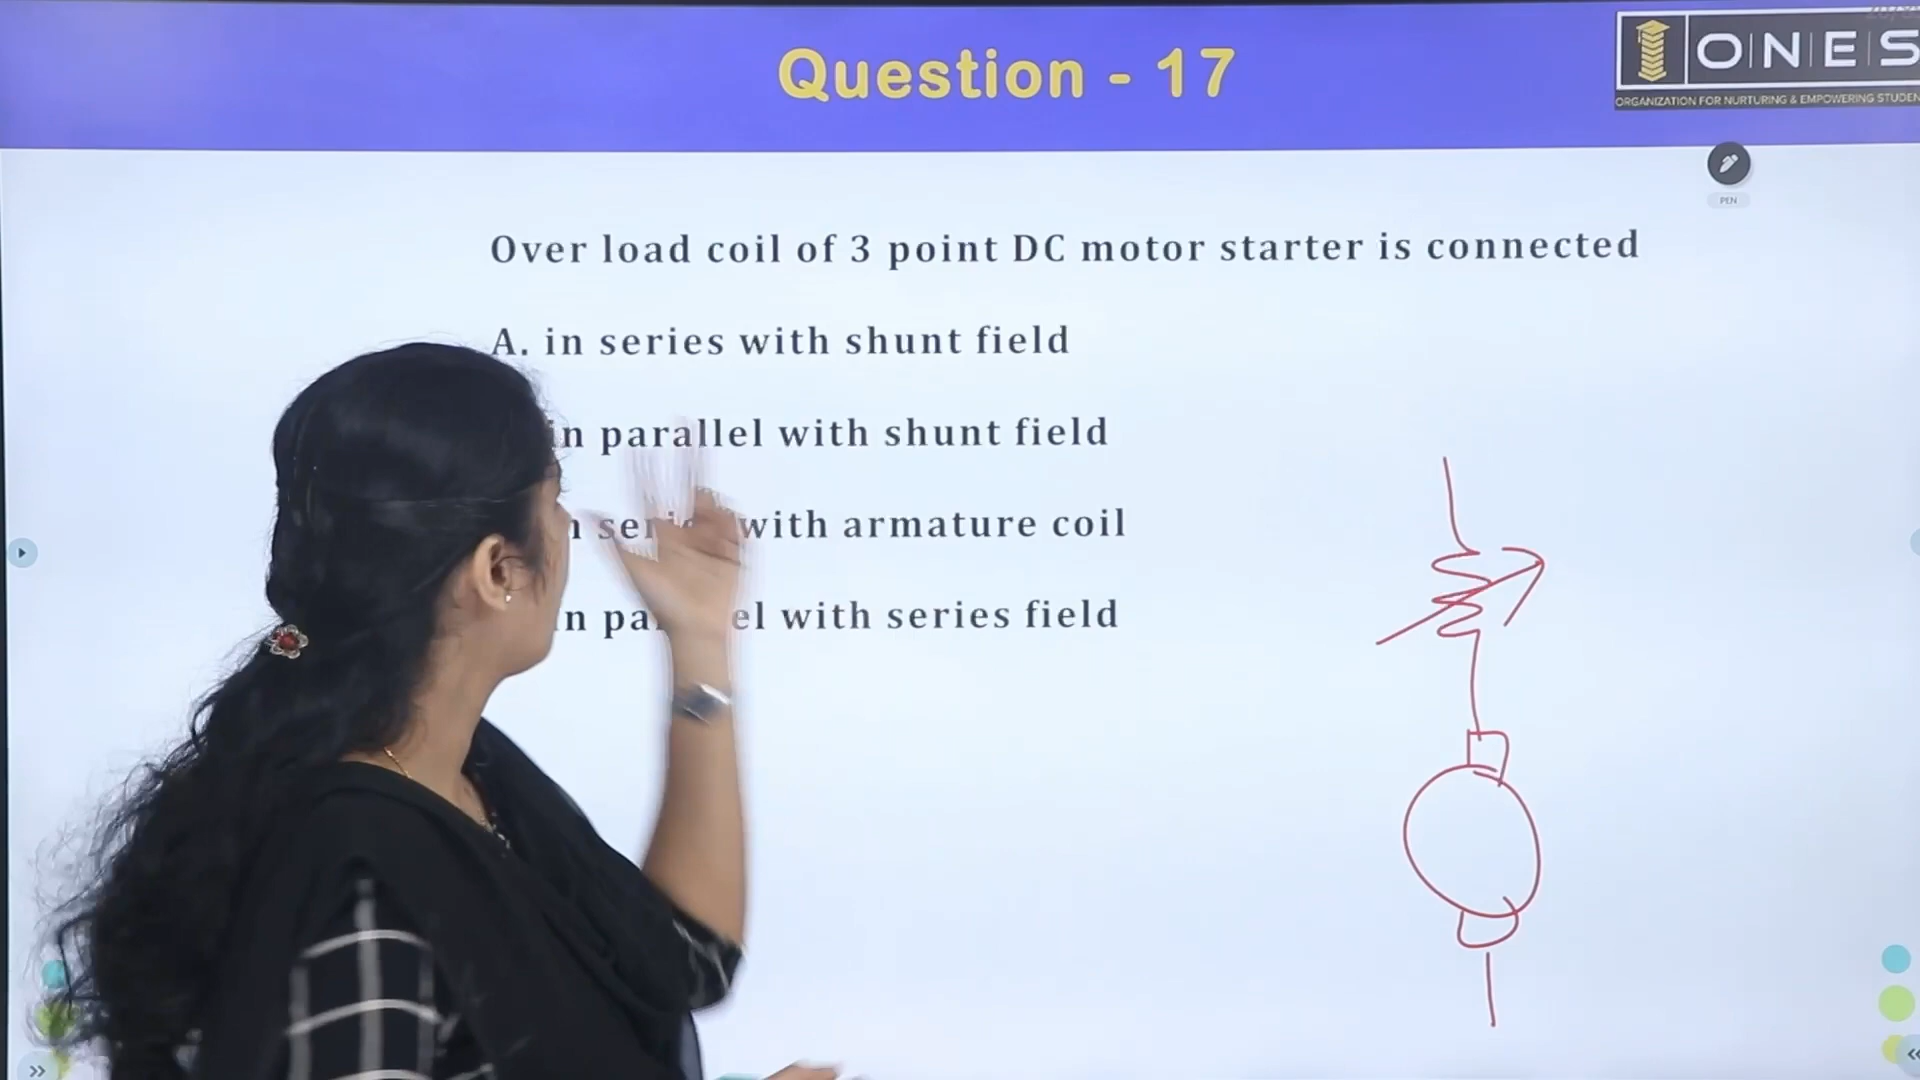 Question - 17
ONES
ORGANIZATION FOR NURTURING & EMPOWERING STUDEN
PEN
Over load coil of 3 point DC motor starter is connected
A. in series with shunt field
in parallel with shunt field
with armature coil
with series field